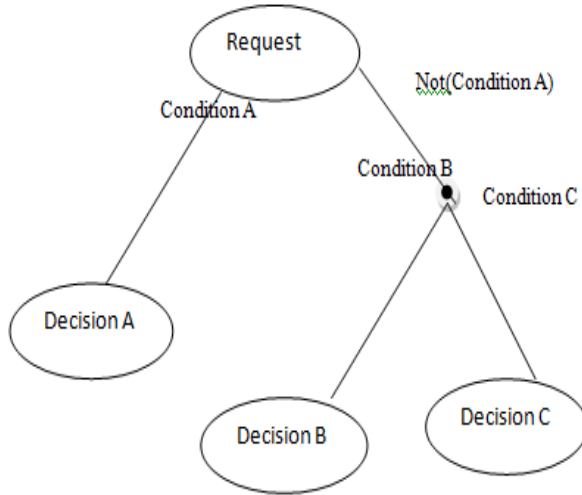 Request
Not(Condition A)
Condition A
Condition B
Condition C
Decision A
Decision B
Decision C